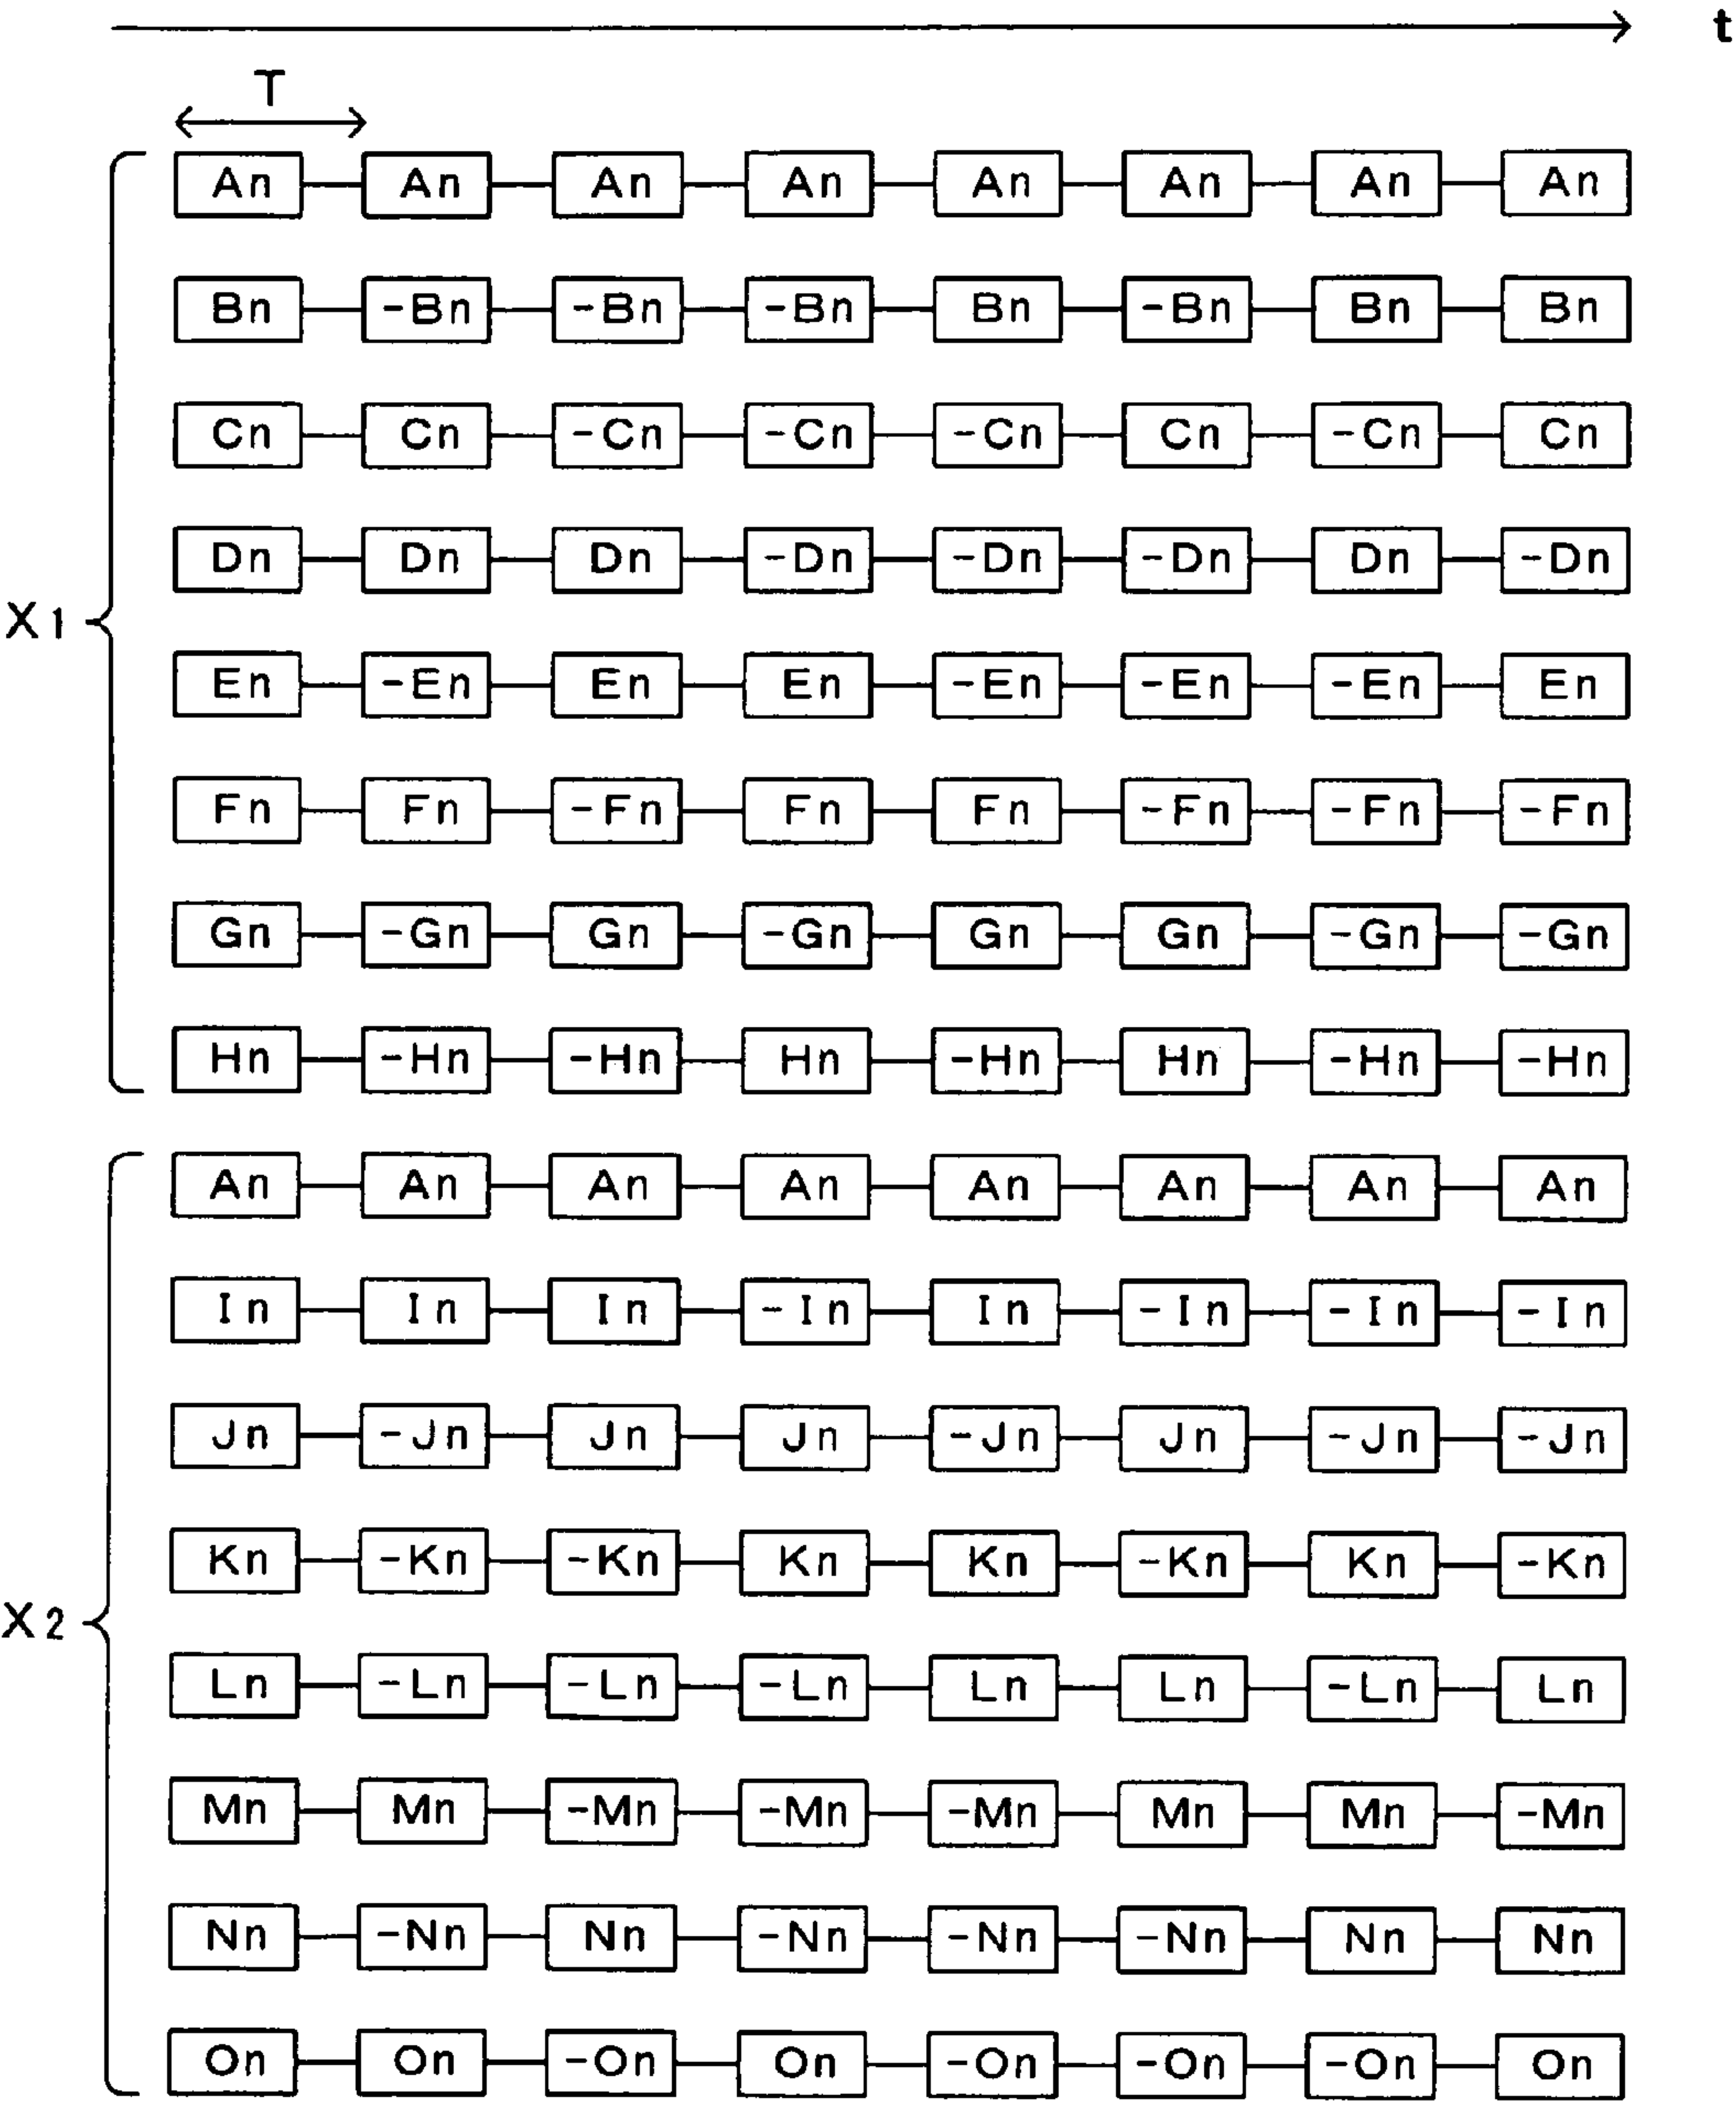 t
T
An An An An An An An An
Bn -Bn -Bn -Bn Bn -Bn Bn Bn
Cn Cn -Cn -Cn -Cn Cn -Cn Cn
Dn Dn Dn -Dn -Dn -Dn Dn -Dn
X1
En -En En En -En -En -En En
Fn Fn -Fn Fn Fn -Fn -Fn -Fn
Gn -Gn Gn -Gn Gn Gn -Gn -Gn
Hn -Hn -Hn Hn -Hn Hn -Hn -Hn
An An An An An An An An
In In In -In In -In -In -In
Jn -Jn Jn Jn -Jn Jn -Jn -Jn
Kn -Kn -Kn Kn Kn -Kn Kn -Kn
X2
Ln -Ln -Ln -Ln Ln Ln -Ln Ln
Mn Mn -Mn -Mn -Mn Mn Mn -Mn
Nn -Nn Nn -Nn -Nn -Nn Nn Nn
On On -On On -On -On -On On